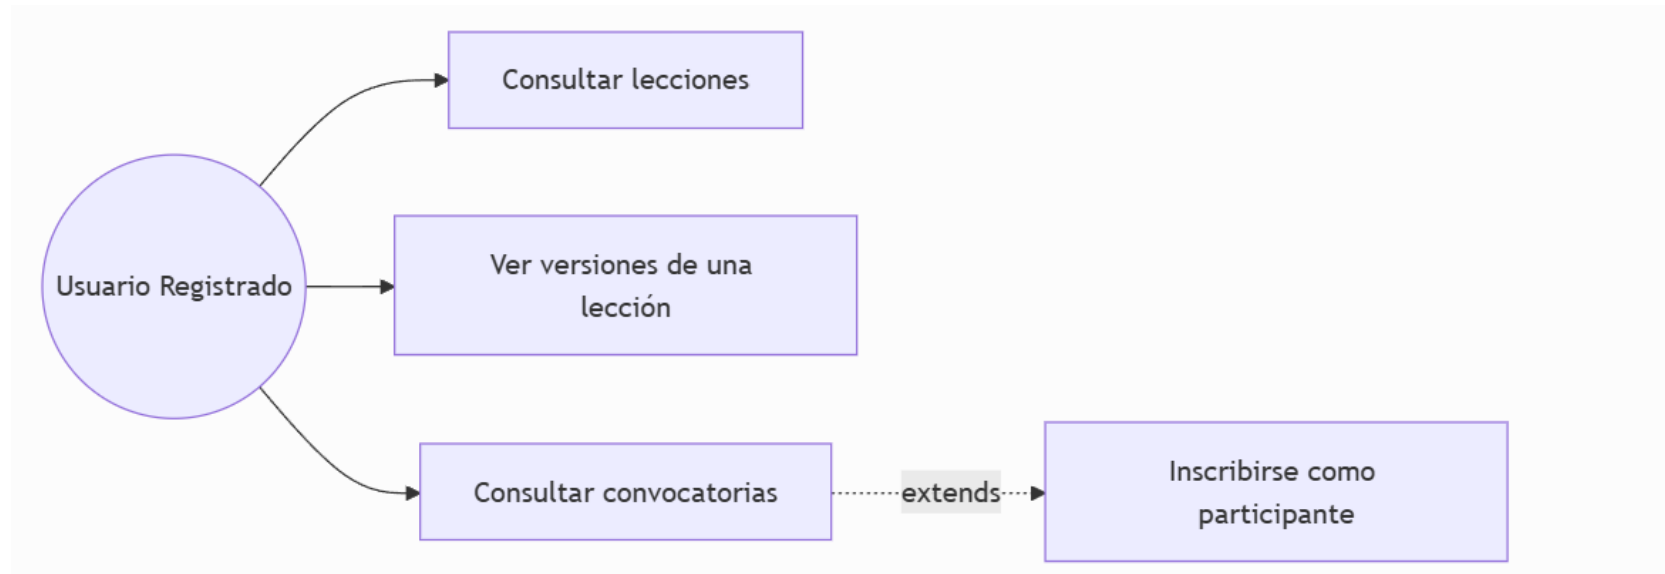 Consultar lecciones
Usuario Registrado
Ver versiones de una
lección
Consultar convocatorias
extends
Inscribirse como
participante